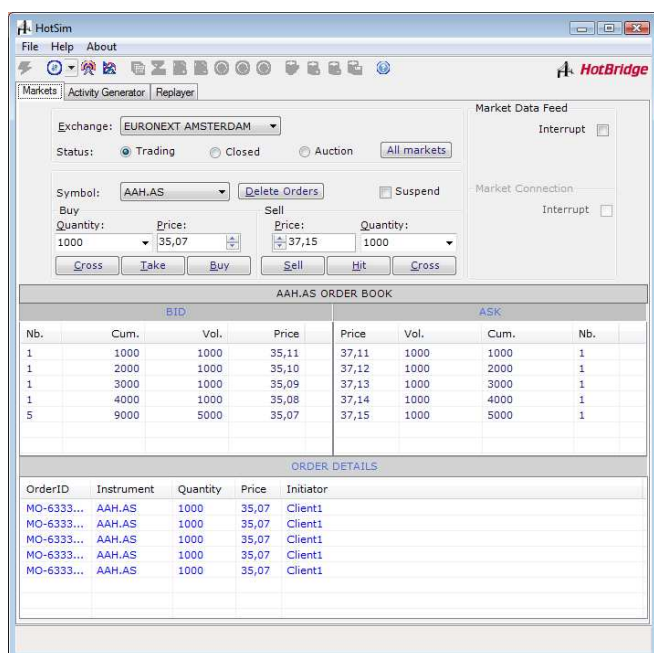 HotSim
File Help About
HotBridge
Markets Activity Generator Replayer
Market Data Feed
Exchange: EURONEXT AMSTERDAM
Interrupt
Status: Trading Closed Auction All markets
Symbol: AAH.AS Delete Orders Suspend
Market Connection
Interrupt
Buy Sell
Quantity: Price: Price: Quantity:
1000 35,07 37,15 1000
Cross Take Buy Sell Hit Cross
AAH.AS ORDER BOOK
BID ASK
Nb. Cum. Vol. Price Price Vol. Cum. Nb.
1 1000 1000 35,11 37,11 1000 1000 1
1 2000 1000 35,10 37,12 1000 2000 1
1 3000 1000 35,09 37,13 1000 3000 1
1 4000 1000 35,08 37,14 1000 4000 1
5 9000 5000 35,07 37,15 1000 5000 1
ORDER DETAILS
OrderID Instrument Quantity Price Initiator
MO-6333... AAH.AS 1000 35,07 Client1
MO-6333... AAH.AS 1000 35,07 Client1
MO-6333... AAH.AS 1000 35,07 Client1
MO-6333... AAH.AS 1000 35,07 Client1
MO-6333... AAH.AS 1000 35,07 Client1